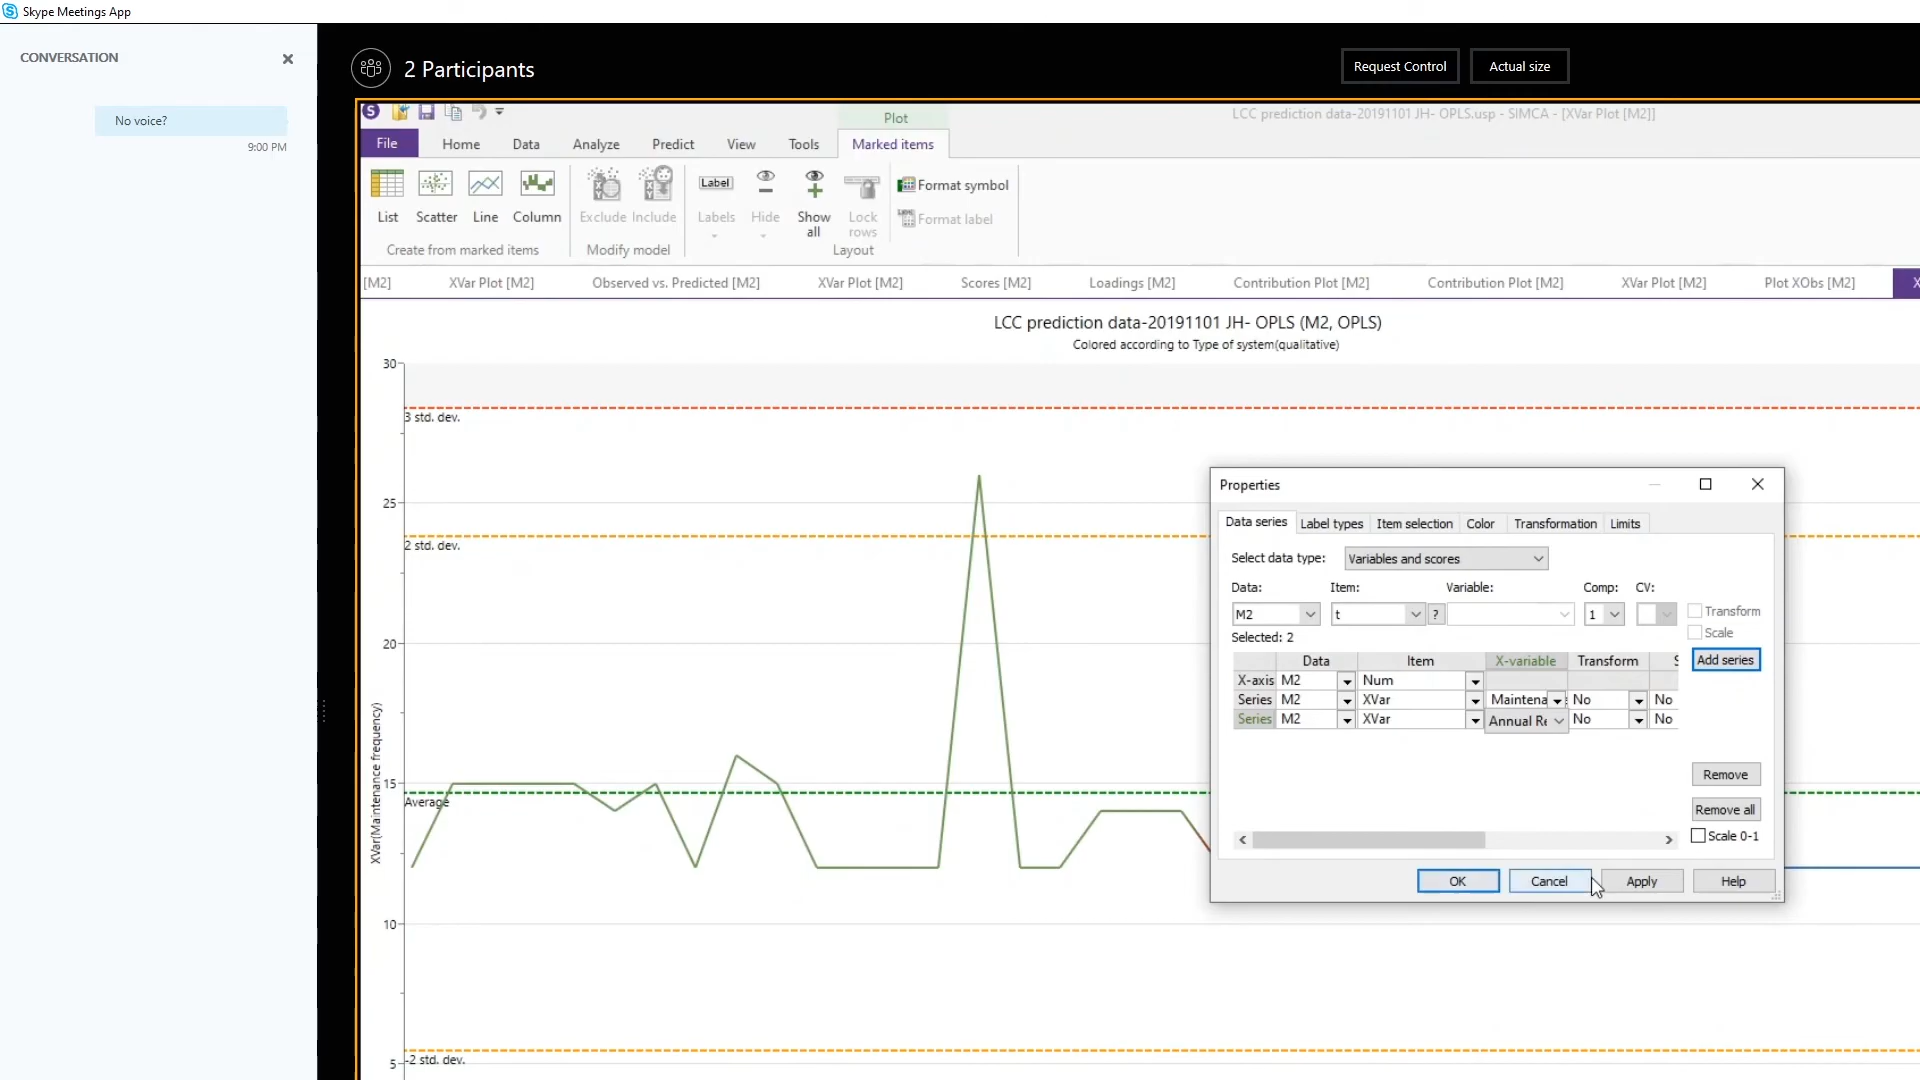 Skype Meetings App
CONVERSATION
No voice?
9:00 PM
2 Participants
Request Control
Actual size
Plot
LCC prediction data-20191101 JH- OPLS.usp - SIMCA - [XVar Plot [M2]]
File Home Data Analyze Predict View Tools Marked items
List Scatter Line Column
Exclude Include
Label
Labels Hide Show all Lock rows
Format symbol
Format label
Create from marked items
Modify model
Layout
[M2] XVar Plot [M2] Observed vs. Predicted [M2] XVar Plot [M2] Scores [M2] Loadings [M2] Contribution Plot [M2] Contribution Plot [M2] XVar Plot [M2] Plot XObs [M2] X
LCC prediction data-20191101 JH- OPLS (M2, OPLS)
Colored according to Type of system(qualitative)
30
3 std. dev.
25
2 std. dev.
20
15
Average
10
5
-2 std. dev.
XVar(Maintenance frequency)
Properties
Data series Label types Item selection Color Transformation Limits
Select data type: Variables and scores
Data: Item: Variable: Comp: CV:
M2 t ? 1
Transform
Scale
Selected: 2
Add series
Data Item X-variable Transform S
X-axis M2 Num
Series M2 XVar Maintena No No
Series M2 XVar Annual Re No No
Remove
Remove all
Scale 0-1
OK Cancel Apply Help